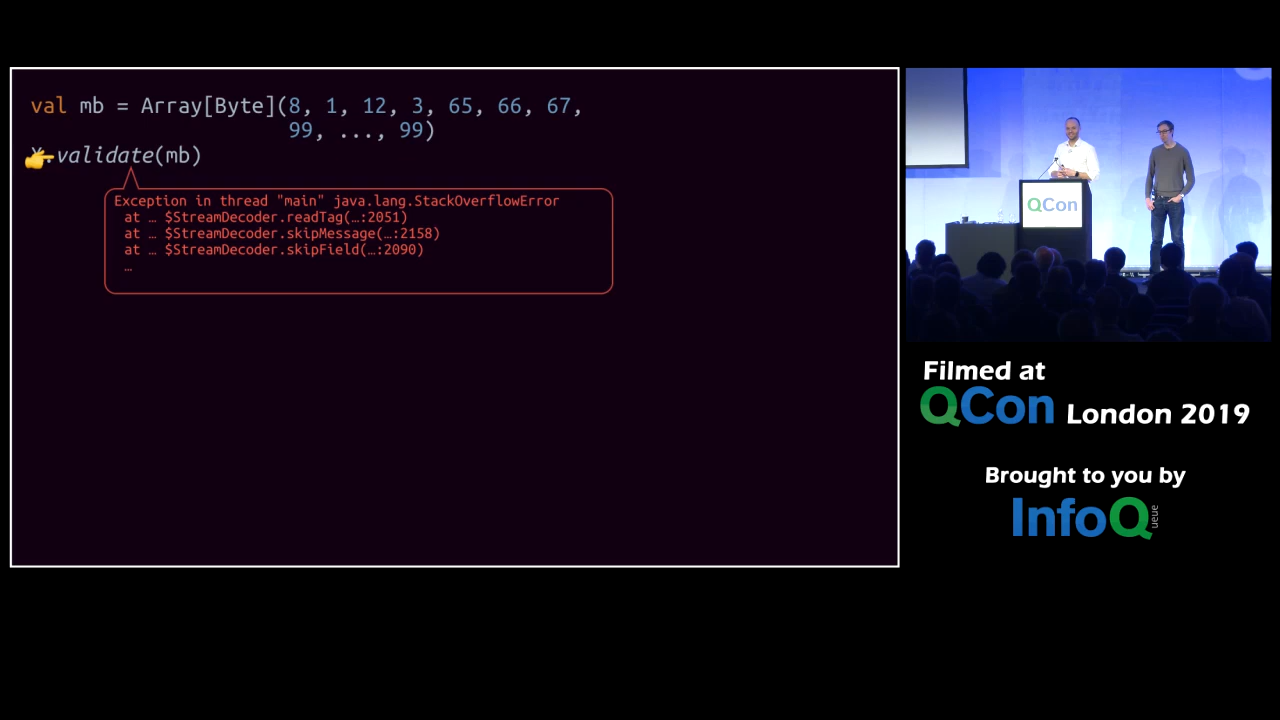 val mb = Array[Byte](8, 1, 12, 3, 65, 66, 67,
99, ..., 99)
.validate(mb)
Exception in thread "main" java.lang.StackOverflowError
at … $StreamDecoder.readTag(…:2051)
at … $StreamDecoder.skipMessage(…:2158)
at … $StreamDecoder.skipField(…:2090)
…
QCon
Filmed at
QCon London 2019
Brought to you by
InfoQ
ueue